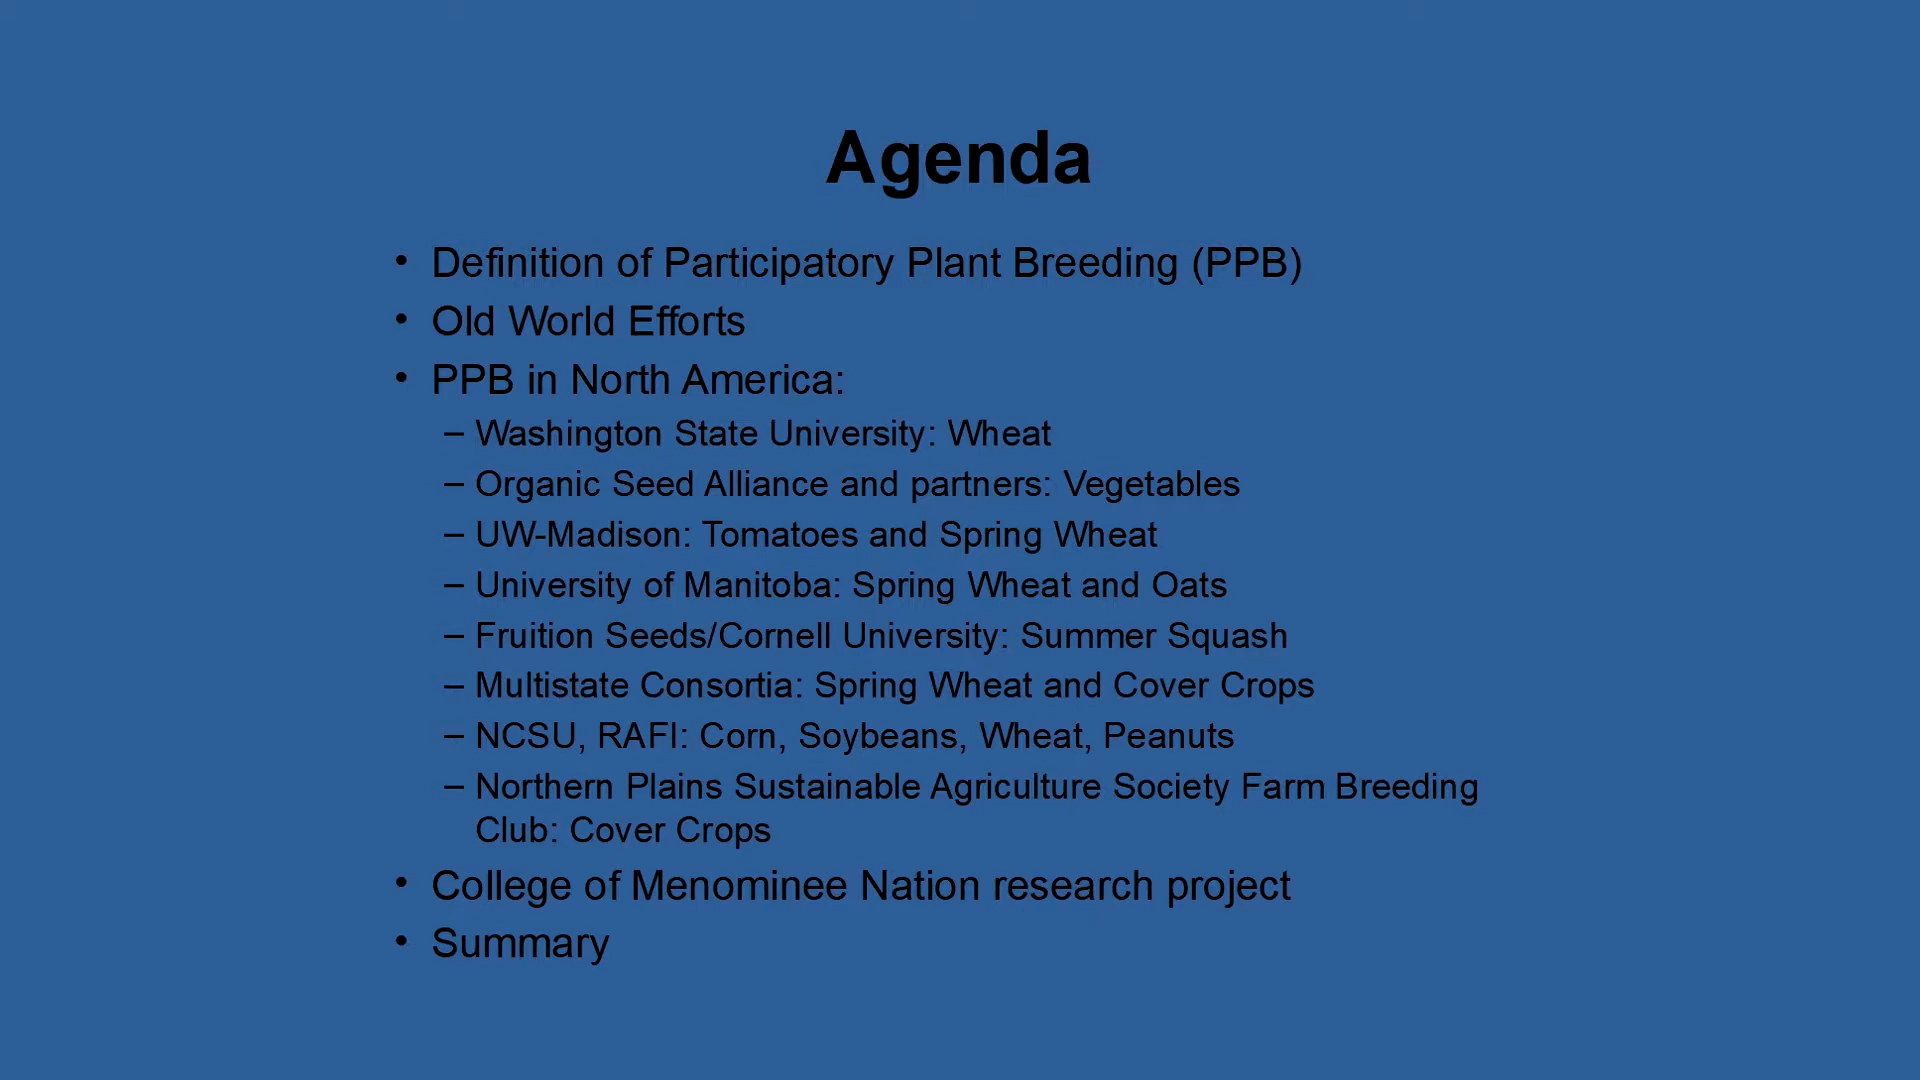 Agenda
• Definition of Participatory Plant Breeding (PPB)
• Old World Efforts
• PPB in North America:
– Washington State University: Wheat
– Organic Seed Alliance and partners: Vegetables
– UW-Madison: Tomatoes and Spring Wheat
– University of Manitoba: Spring Wheat and Oats
– Fruition Seeds/Cornell University: Summer Squash
– Multistate Consortia: Spring Wheat and Cover Crops
– NCSU, RAFI: Corn, Soybeans, Wheat, Peanuts
– Northern Plains Sustainable Agriculture Society Farm Breeding
Club: Cover Crops
• College of Menominee Nation research project
• Summary